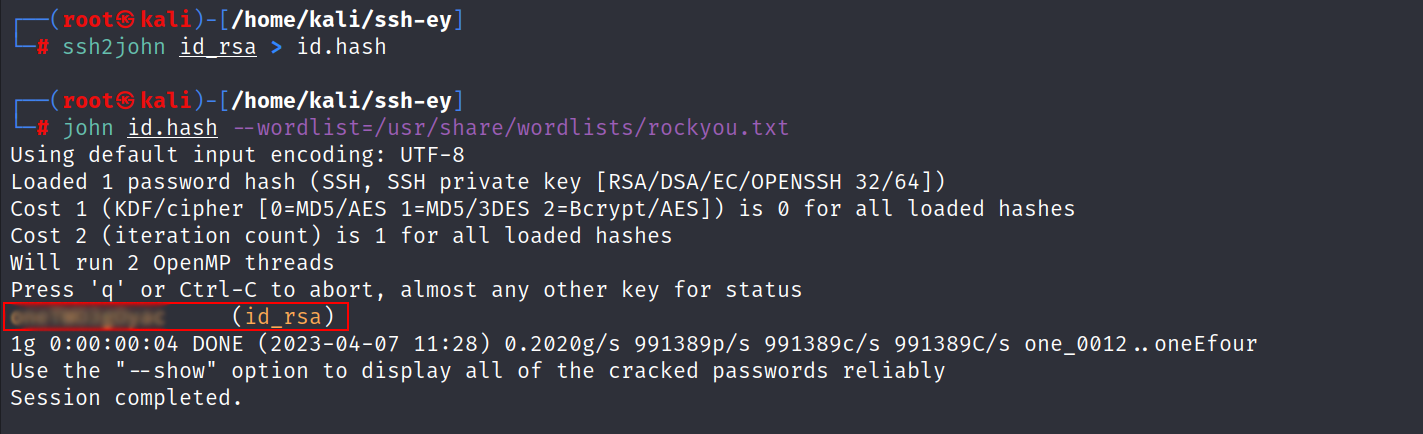 ┌──(root㉿kali)-[/home/kali/ssh-ey]
└─# ssh2john id_rsa > id.hash
┌──(root㉿kali)-[/home/kali/ssh-ey]
└─# john id.hash --wordlist=/usr/share/wordlists/rockyou.txt
Using default input encoding: UTF-8
Loaded 1 password hash (SSH, SSH private key [RSA/DSA/EC/OPENSSH 32/64])
Cost 1 (KDF/cipher [0=MD5/AES 1=MD5/3DES 2=Bcrypt/AES]) is 0 for all loaded hashes
Cost 2 (iteration count) is 1 for all loaded hashes
Will run 2 OpenMP threads
Press 'q' or Ctrl-C to abort, almost any other key for status
(id_rsa)
1g 0:00:00:04 DONE (2023-04-07 11:28) 0.2020g/s 991389p/s 991389c/s 991389C/s one_0012..oneEfour
Use the "--show" option to display all of the cracked passwords reliably
Session completed.